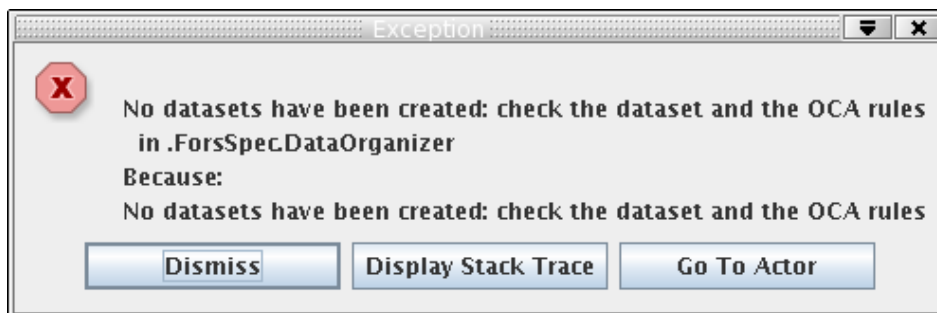 Exception
No datasets have been created: check the dataset and the OCA rules
in .ForsSpec.DataOrganizer
Because:
No datasets have been created: check the dataset and the OCA rules
Dismiss Display Stack Trace Go To Actor